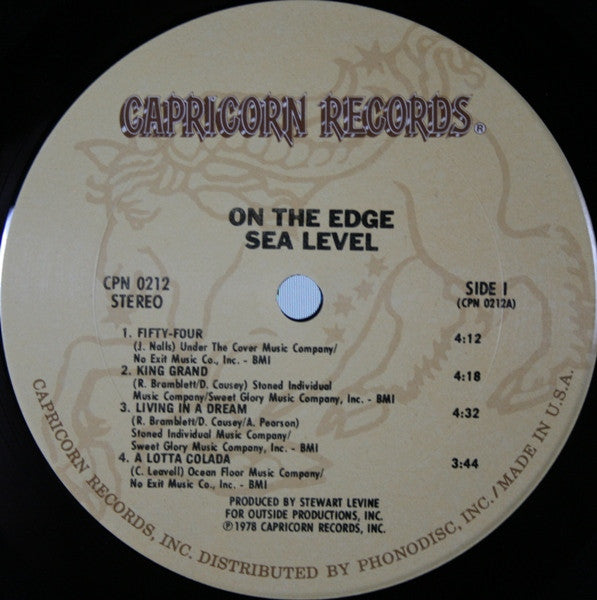 CAPRICORN RECORDS®
ON THE EDGE
SEA LEVEL
CPN 0212
STEREO
SIDE I
(CPN 0212A)
1. FIFTY-FOUR 4:12
(J. Nalls) Under The Cover Music Company/
No Exit Music Co., Inc. - BMI
2. KING GRAND 4:18
(R. Bramblett/D. Causey) Stoned Individual
Music Company/Sweet Glory Music Company, Inc. - BMI
3. LIVING IN A DREAM 4:32
(R. Bramblett/D. Causey/A. Pearson)
Stoned Individual Music Company/
Sweet Glory Music Company, Inc. - BMI
4. A LOTTA COLADA 3:44
(C. Leavell) Ocean Floor Music Company/
No Exit Music Co., Inc. - BMI
PRODUCED BY STEWART LEVINE
FOR OUTSIDE PRODUCTIONS, INC.
℗1978 CAPRICORN RECORDS, INC.
CAPRICORN RECORDS, INC. DISTRIBUTED BY PHONODISC, INC./MADE IN U.S.A.